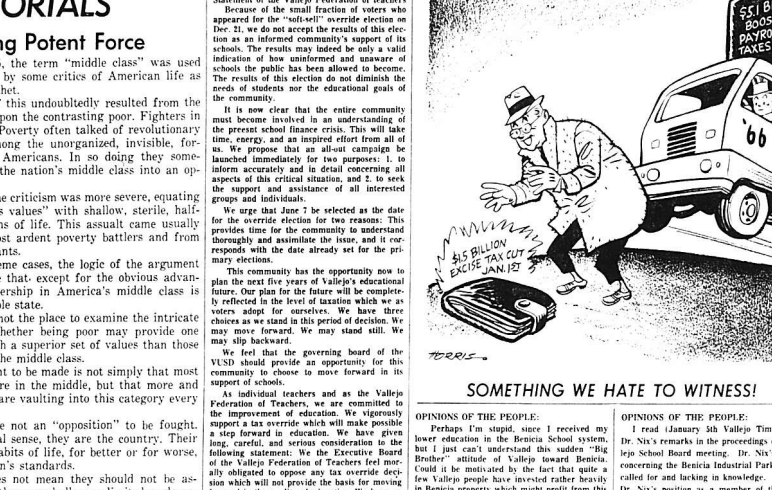 ORIALS
ng Potent Force
, the term "middle class" was used
by some critics of American life as
het.
this undoubtedly resulted from the
pon the contrasting poor. Fighters in
Poverty often talked of revolutionary
mong the unorganized, invisible, for-
Americans. In so doing they some-
the nation's middle class into an op-
e criticism was more severe, equating
s values" with shallow, sterile, half-
ns of life. This assualt came usually
ost ardent poverty battlers and from
ants.
eme cases, the logic of the argument
e that except for the obvious advan-
ership in America's middle class is
ble state.
not the place to examine the intricate
hether being poor may provide one
h a superior set of values than those
he middle class.
nt to be made is not simply that most
re in the middle, but that more and
are vaulting into this category every
e not an "opposition" to be fought.
al sense, they are the country. Their
abits of life, for better or for worse,
n's standards.
es not mean they should not be as-
Statement of the Vallejo Federation of Teachers
Because of the small fraction of voters who
appeared for the "soft-sell" override election on
Dec. 21, we do not accept the results of this elec-
tion as an informed community's support of its
schools. The results may indeed be only a valid
indication of how uninformed and unaware of
schools the public has been allowed to become.
The results of this election do not diminish the
needs of students nor the educational goals of
the community.
It is now clear that the entire community
must become involved in an understanding of
the preesnt school finance crisis. This will take
time, energy, and an inspired effort from all of
us. We propose that an all-out campaign be
launched immediately for two purposes: 1. to
inform accurately and in detail concerning all
aspects of this critical situation, and 2. to seek
the support and assistance of all interested
groups and individuals.
We urge that June 7 be selected as the date
for the override election for two reasons: This
provides time for the community to understand
thoroughly and assimilate the issue, and it cor-
responds with the date already set for the pri-
mary elections.
This community has the opportunity now to
plan the next five years of Vallejo's educational
future. Our plan for the future will be complete-
ly reflected in the level of taxation which we as
voters adopt for ourselves. We have three
choices as we stand in this period of decision. We
may move forward. We may stand still. We
may slip backward.
We feel that the governing board of the
VUSD should provide an opportunity for this
community to choose to move forward in its
support of schools.
As individual teachers and as the Vallejo
Federation of Teachers, we are committed to
the improvement of education. We vigorously
support a tax override which will make possible
a step forward in education. We have given
long, careful, and serious consideration to the
following statement: We the Executive Board
of the Vallejo Federation of Teachers feel mor-
ally obligated to oppose any tax override deci-
sion which will not provide the basis for moving
$5.1 B
BOOS
PAYRO
TAXES
'66
$1.5 BILLION
EXCISE TAX CUT
JAN. 1ST
TORRIS
SOMETHING WE HATE TO WITNESS!
OPINIONS OF THE PEOPLE:
Perhaps I'm stupid, since I received my
lower education in the Benicia School system,
but I just can't understand this sudden "Big
Brother" attitude of Vallejo toward Benicia.
Could it be motivated by the fact that quite a
few Vallejo people have invested rather heavily
in Benicia property which might profit from this
OPINIONS OF THE PEOPLE:
I read (January 5th Vallejo Tim
Dr. Nix's remarks in the proceedings
lejo School Board meeting. Dr. Nix'
concerning the Benicia Industrial Park
called for and lacking in knowledge.
Dr. Nix's position as a member of th